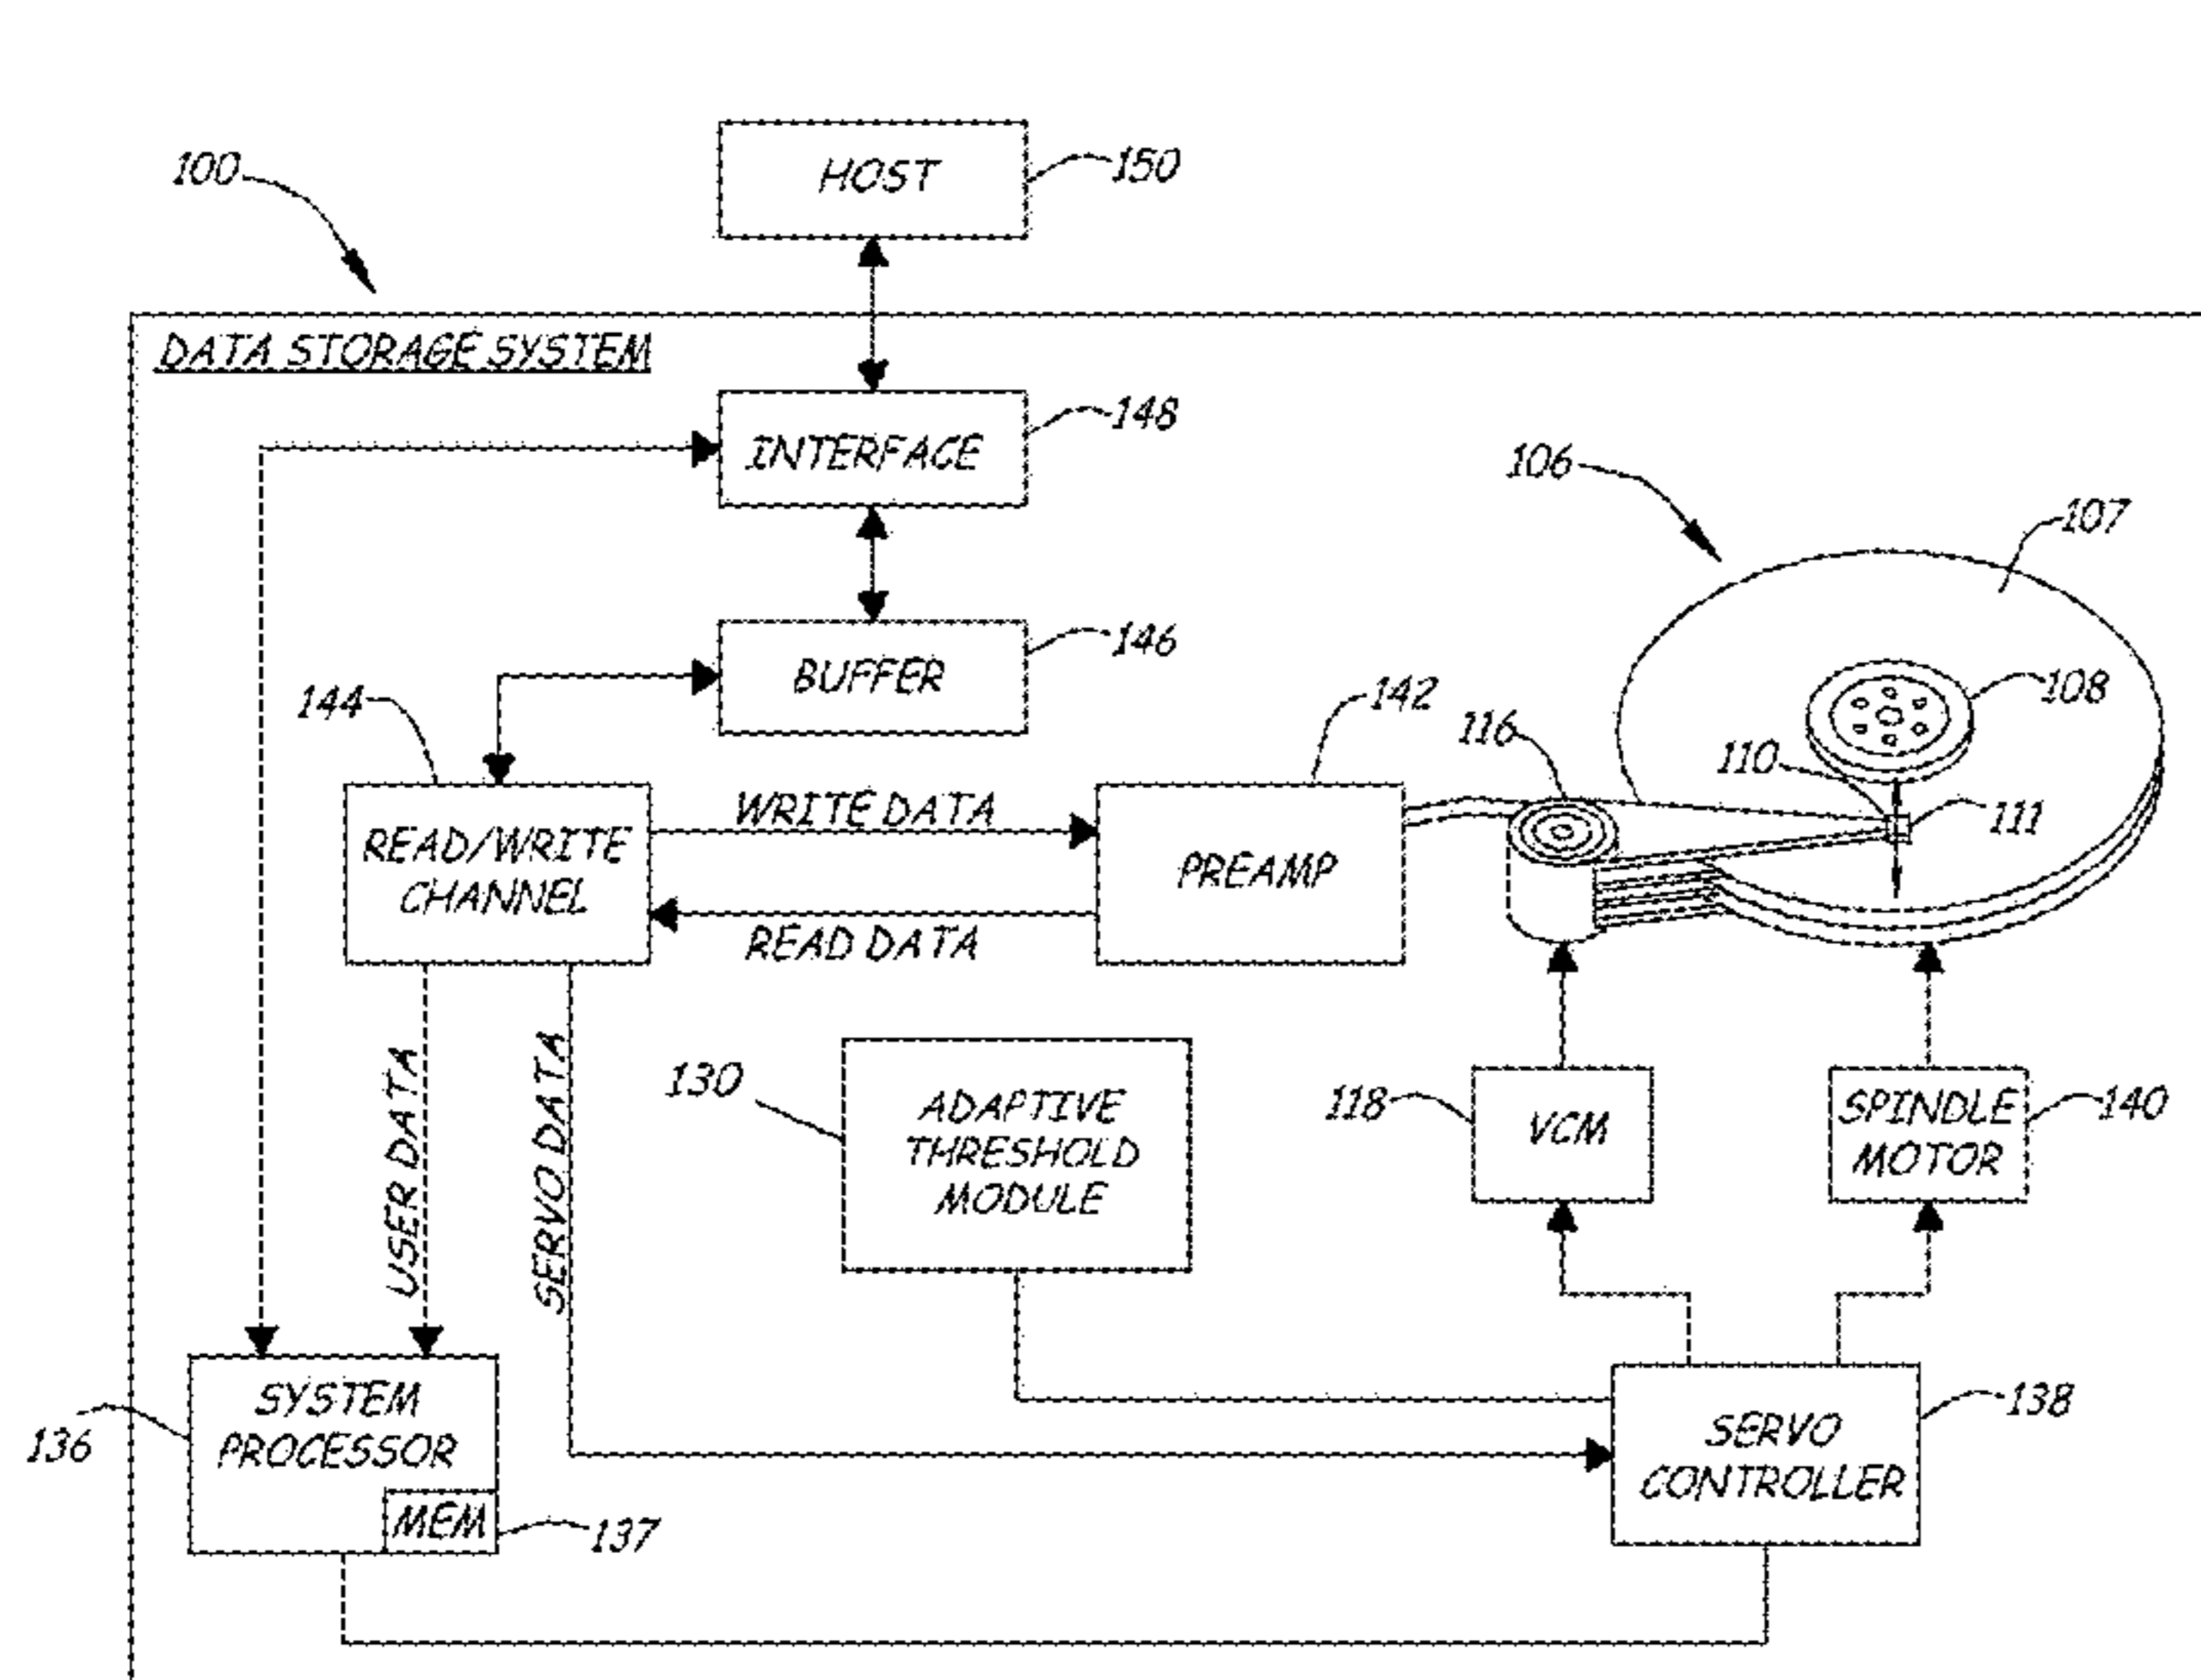 100
HOST
150
DATA STORAGE SYSTEM
INTERFACE
148
106
107
BUFFER
146
144
142
116
108
110
111
READ/WRITE
CHANNEL
WRITE DATA
READ DATA
PREAMP
USER DATA
SERVO DATA
130
ADAPTIVE
THRESHOLD
MODULE
118
VCM
SPINDLE
MOTOR
140
SYSTEM
PROCESSOR
136
MEM
137
SERVO
CONTROLLER
138